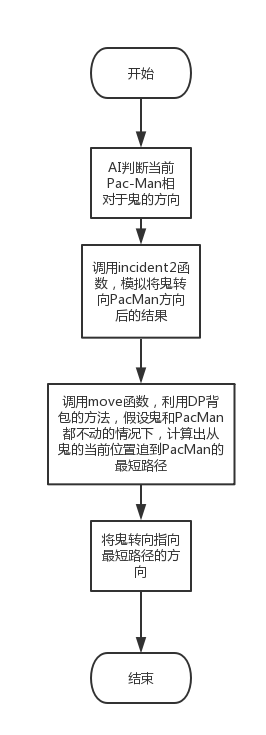 开始
AI判断当前
Pac-Man相
对于鬼的方向
调用incident2函
数，模拟将鬼转
向PacMan方向
后的结果
调用move函数，利用DP背
包的方法，假设鬼和PacMan
都不动的情况下，计算出从
鬼的当前位置追到PacMan的
最短路径
将鬼转向指向
最短路径的方
向
结束